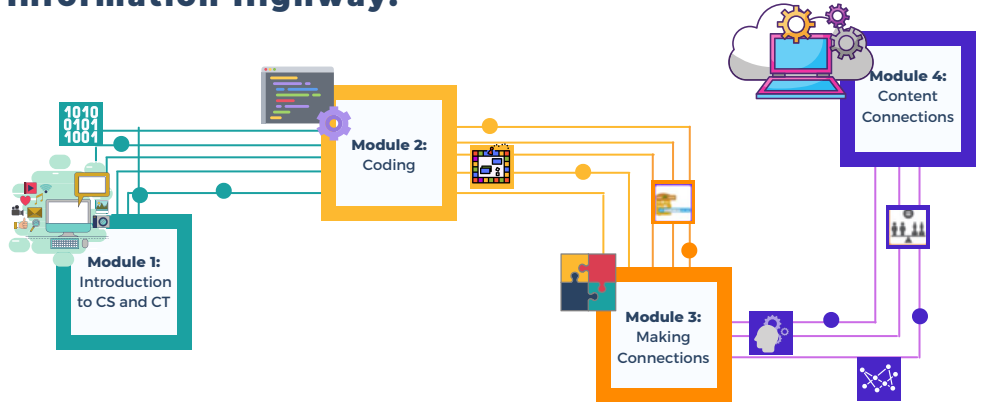 Information Highway.
1010
0101
1001
Module 1:
Introduction
to CS and CT
Module 2:
Coding
Module 3:
Making
Connections
Module 4:
Content
Connections